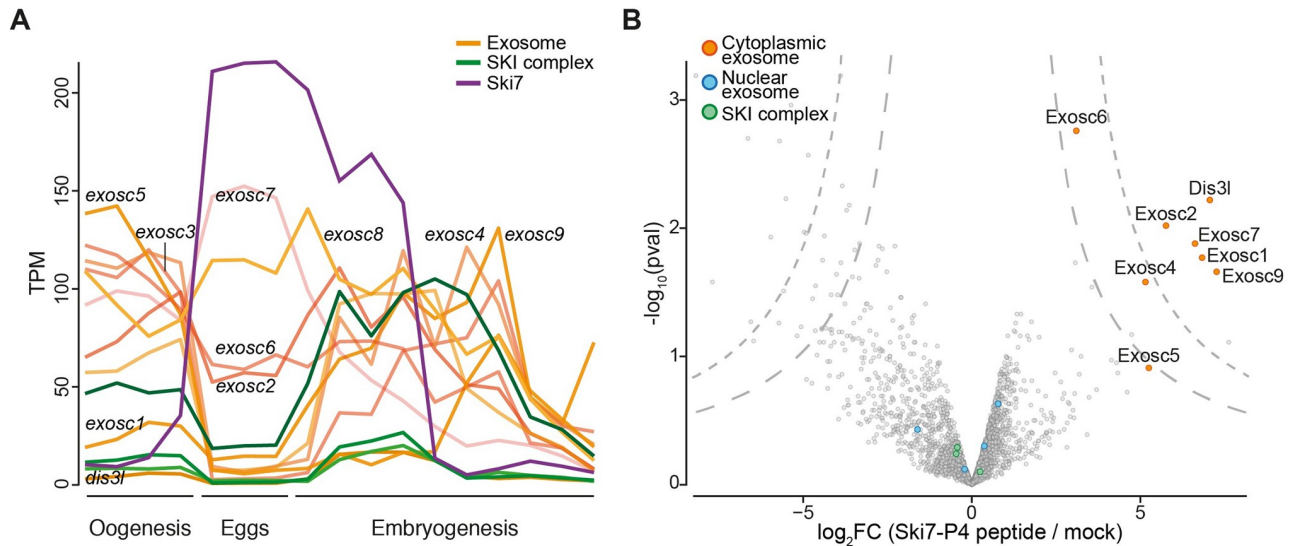 A
Exosome
SKI complex
Ski7
TPM
200
150
100
50
0
exosc5
exosc3
exosc7
exosc8
exosc4
exosc9
exosc6
exosc2
exosc1
dis3l
Oogenesis
Eggs
Embryogenesis
B
Cytoplasmic
exosome
Nuclear
exosome
SKI complex
-log10(pval)
3
2
1
0
Exosc6
Dis3l
Exosc2
Exosc7
Exosc1
Exosc4
Exosc9
Exosc5
−5
0
5
log2FC (Ski7-P4 peptide / mock)